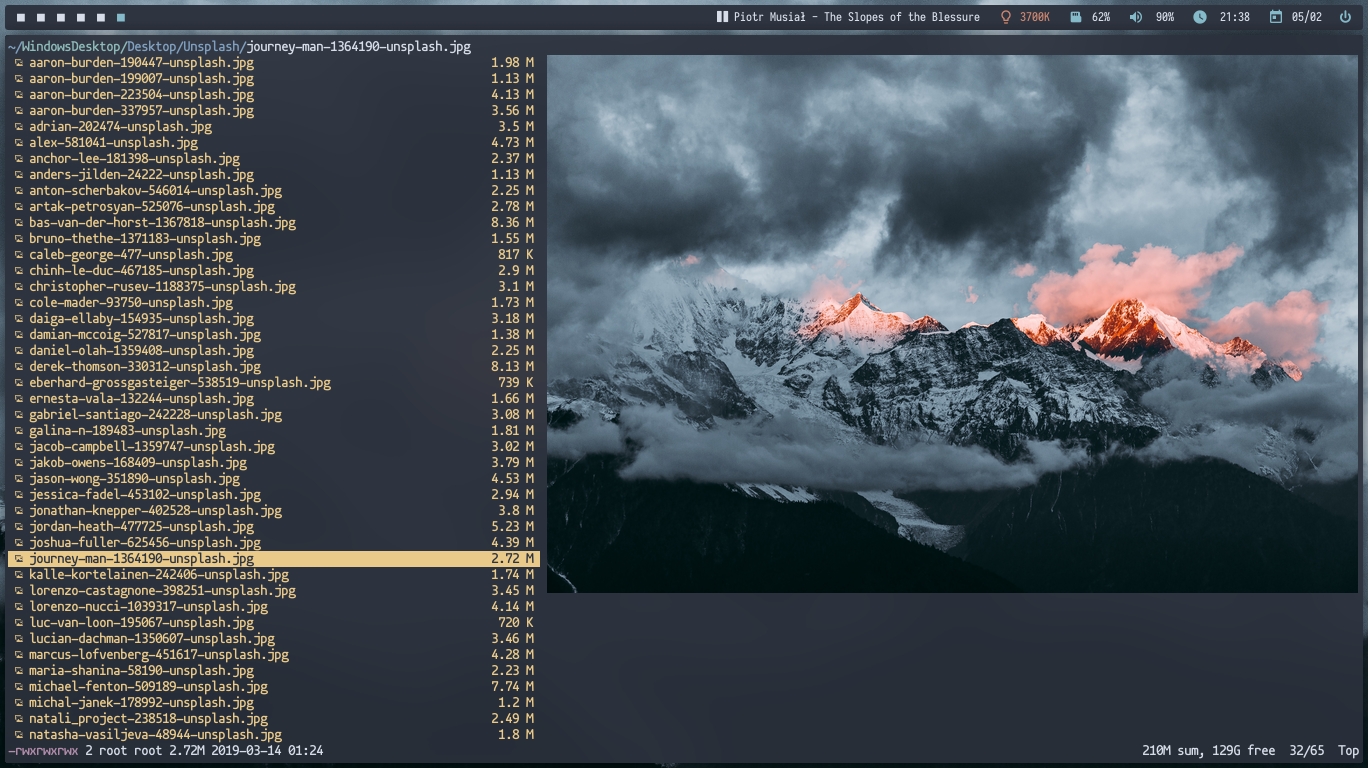 Piotr Musiał - The Slopes of the Blessure 3700K 62% 90% 21:38 05/02
~/WindowsDesktop/Desktop/Unsplash/journey-man-1364190-unsplash.jpg
aaron-burden-190447-unsplash.jpg 1.98 M
aaron-burden-199007-unsplash.jpg 1.13 M
aaron-burden-223504-unsplash.jpg 4.13 M
aaron-burden-337957-unsplash.jpg 3.56 M
adrian-202474-unsplash.jpg 3.5 M
alex-581041-unsplash.jpg 4.73 M
anchor-lee-181398-unsplash.jpg 2.37 M
anders-jilden-24222-unsplash.jpg 1.13 M
anton-scherbakov-546014-unsplash.jpg 2.25 M
artak-petrosyan-525076-unsplash.jpg 2.78 M
bas-van-der-horst-1367818-unsplash.jpg 8.36 M
bruno-thethe-1371183-unsplash.jpg 1.55 M
caleb-george-477-unsplash.jpg 817 K
chinh-le-duc-467185-unsplash.jpg 2.9 M
christopher-rusev-1188375-unsplash.jpg 3.1 M
cole-mader-93750-unsplash.jpg 1.73 M
daiga-ellaby-154935-unsplash.jpg 3.18 M
damian-mccoig-527817-unsplash.jpg 1.38 M
daniel-olah-1359408-unsplash.jpg 2.25 M
derek-thomson-330312-unsplash.jpg 8.13 M
eberhard-grossgasteiger-538519-unsplash.jpg 739 K
ernesta-vala-132244-unsplash.jpg 1.66 M
gabriel-santiago-242228-unsplash.jpg 3.08 M
galina-n-189483-unsplash.jpg 1.81 M
jacob-campbell-1359747-unsplash.jpg 3.02 M
jakob-owens-168409-unsplash.jpg 3.79 M
jason-wong-351890-unsplash.jpg 4.53 M
jessica-fadel-453102-unsplash.jpg 2.94 M
jonathan-knepper-402528-unsplash.jpg 3.8 M
jordan-heath-477725-unsplash.jpg 5.23 M
joshua-fuller-625456-unsplash.jpg 4.39 M
journey-man-1364190-unsplash.jpg 2.72 M
kalle-kortelainen-242406-unsplash.jpg 1.74 M
lorenzo-castagnone-398251-unsplash.jpg 3.45 M
lorenzo-nucci-1039317-unsplash.jpg 4.14 M
luc-van-loon-195067-unsplash.jpg 720 K
lucian-dachman-1350607-unsplash.jpg 3.46 M
marcus-lofvenberg-451617-unsplash.jpg 4.28 M
maria-shanina-58190-unsplash.jpg 2.23 M
michael-fenton-509189-unsplash.jpg 7.74 M
michal-janek-178992-unsplash.jpg 1.2 M
natali_project-238518-unsplash.jpg 2.49 M
natasha-vasiljeva-48944-unsplash.jpg 1.8 M
-rwxrwxrwx 2 root root 2.72M 2019-03-14 01:24 210M sum, 129G free 32/65 Top